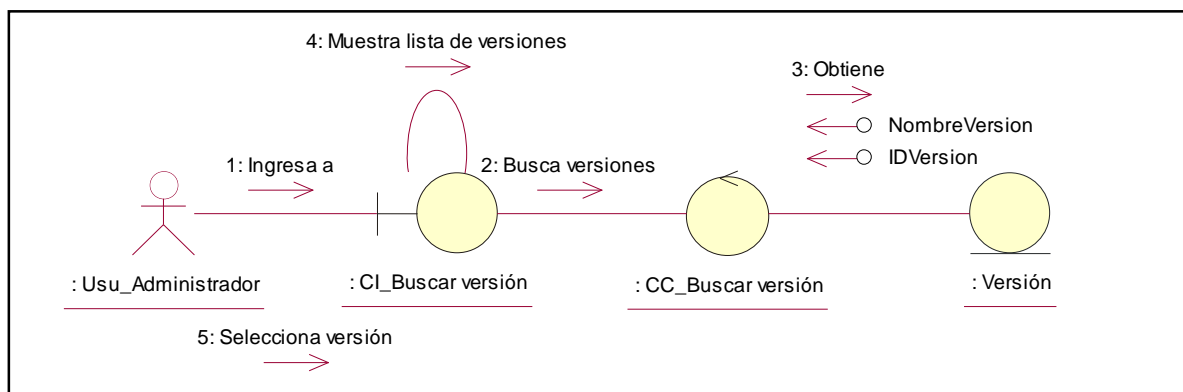 4: Muestra lista de versiones
3: Obtiene
NombreVersion
IDVersion
1: Ingresa a
2: Busca versiones
: Usu_Administrador
: CI_Buscar versión
: CC_Buscar versión
: Versión
5: Selecciona versión